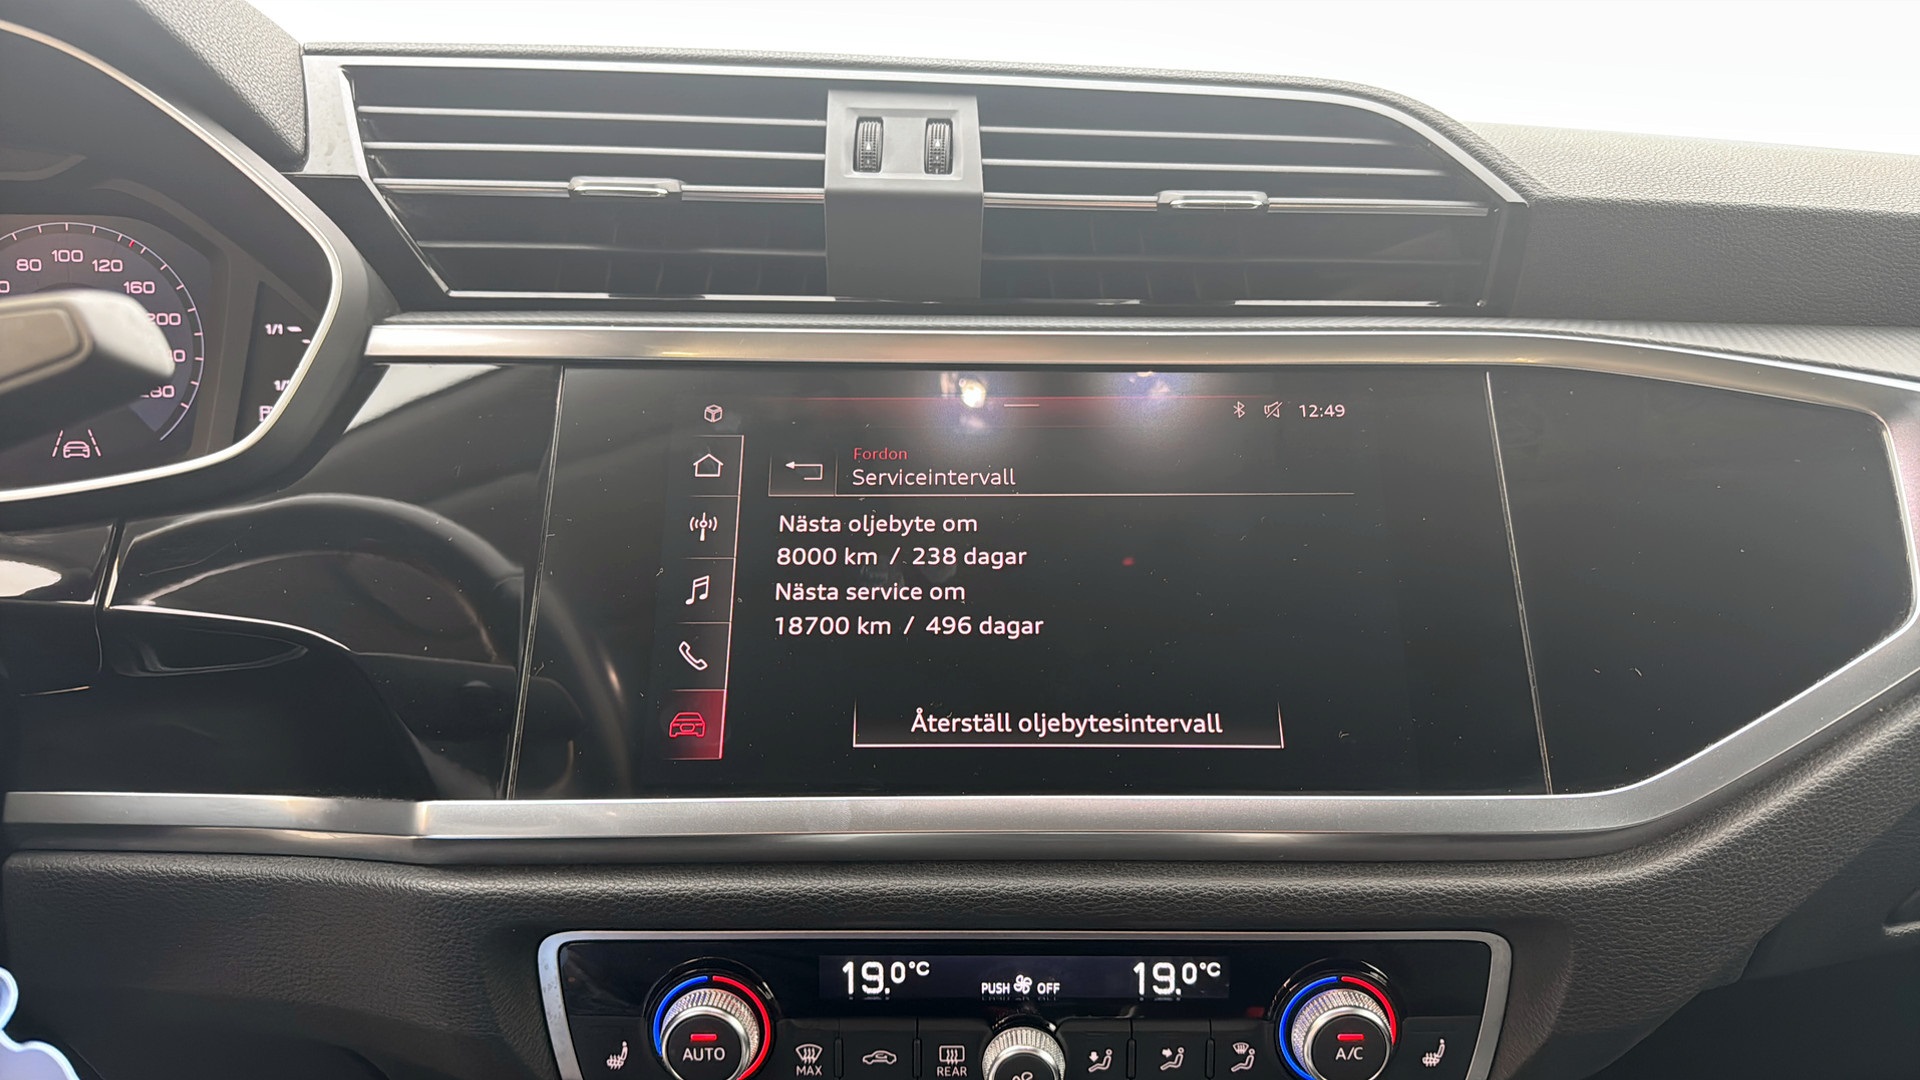 80 100 120
160
200
1/1
12:49
Fordon
Serviceintervall
Nästa oljebyte om
8000 km / 238 dagar
Nästa service om
18700 km / 496 dagar
Återställ oljebytesintervall
19.0°C
PUSH OFF
19.0°C
AUTO
MAX
REAR
A/C